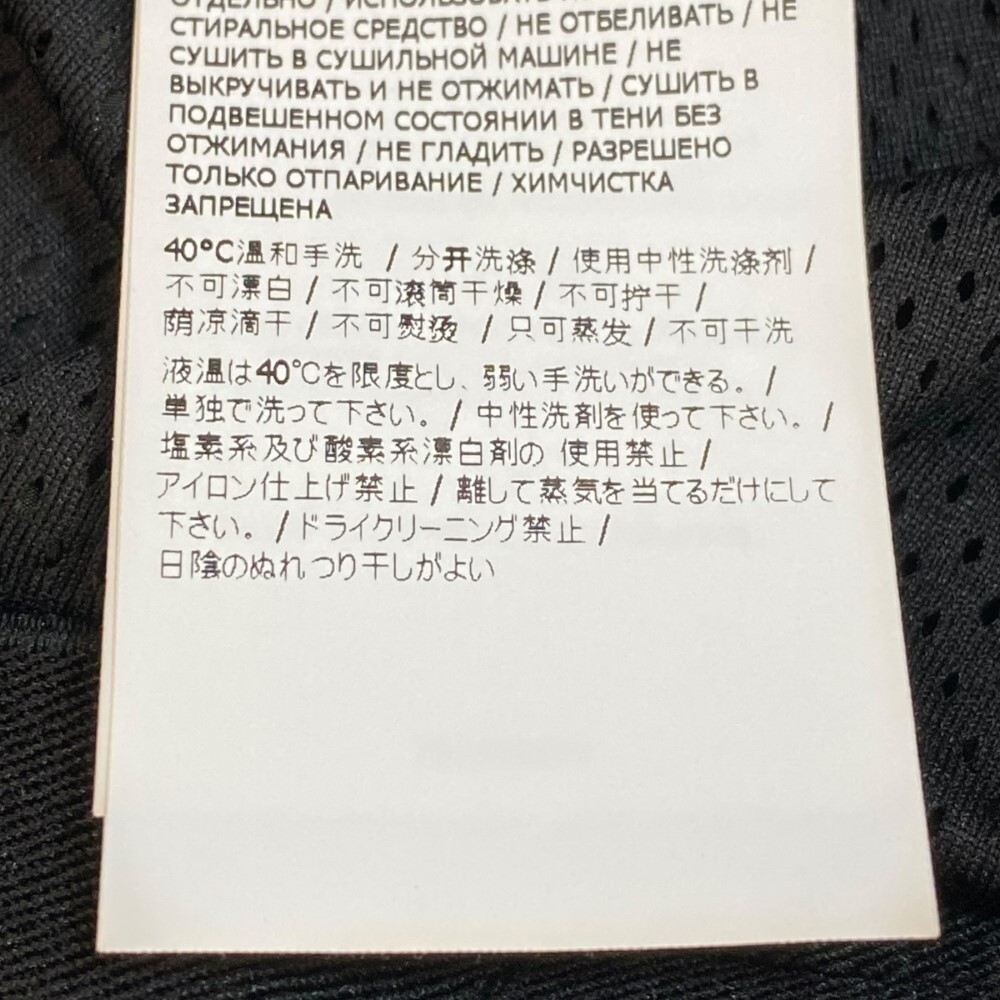 ОТДЕЛЬНО / ИСПОЛЬЗОВАТЬ
СТИРАЛЬНОЕ СРЕДСТВО / НЕ ОТБЕЛИВАТЬ / НЕ
СУШИТЬ В СУШИЛЬНОЙ МАШИНЕ / НЕ
ВЫКРУЧИВАТЬ И НЕ ОТЖИМАТЬ / СУШИТЬ В
ПОДВЕШЕННОМ СОСТОЯНИИ В ТЕНИ БЕЗ
ОТЖИМАНИЯ / НЕ ГЛАДИТЬ / РАЗРЕШЕНО
ТОЛЬКО ОТПАРИВАНИЕ / ХИМЧИСТКА
ЗАПРЕЩЕНА
40°C温和手洗 / 分开洗涤 / 使用中性洗涤剂 /
不可漂白 / 不可滚筒干燥 / 不可拧干 /
荫凉滴干 / 不可熨烫 / 只可蒸发 / 不可干洗
液温は40℃を限度とし、弱い手洗いができる。 /
単独で洗って下さい。 / 中性洗剤を使って下さい。 /
塩素系及び酸素系漂白剤の 使用禁止 /
アイロン仕上げ禁止 / 離して蒸気を当てるだけにして
下さい。 / ドライクリーニング禁止 /
日陰のぬれつり干しがよい